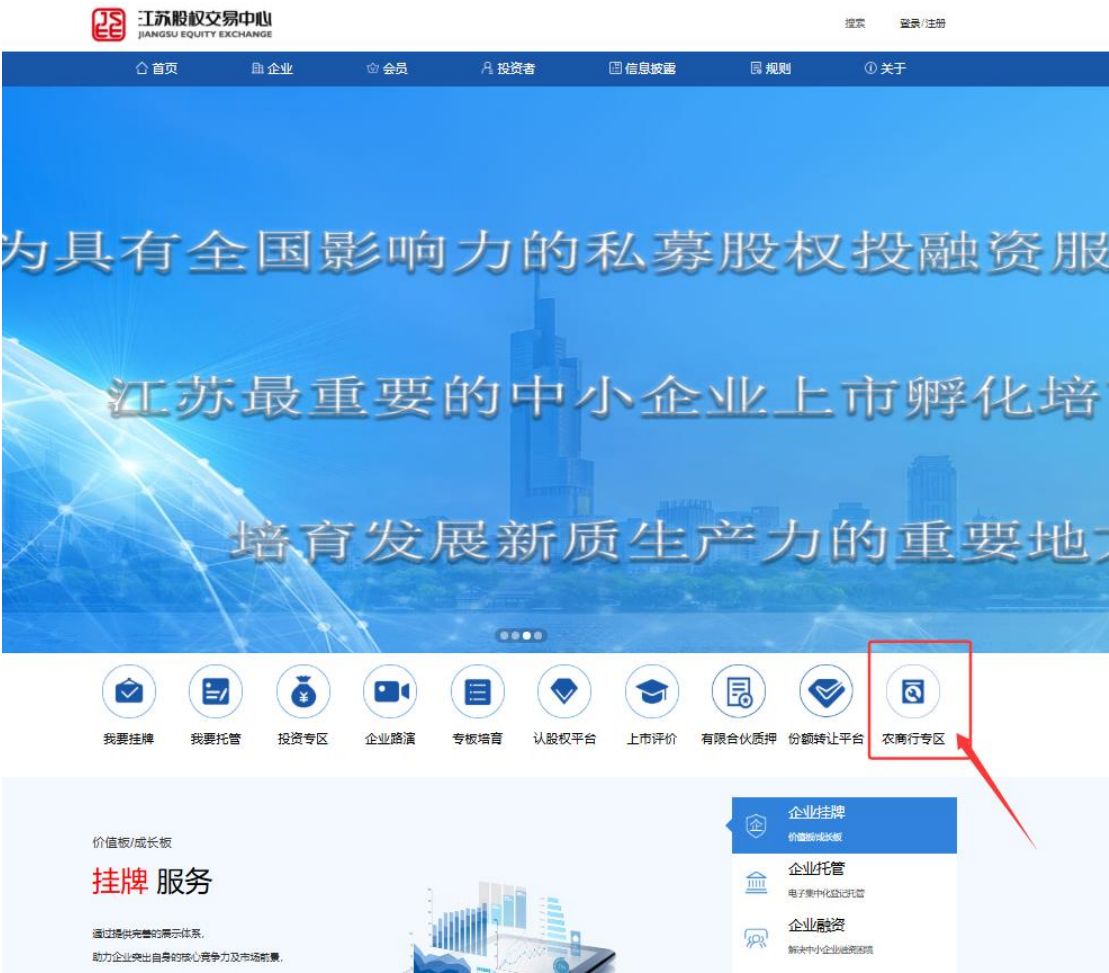 江苏股权交易中心
JIANGSU EQUITY EXCHANGE
搜索 登录/注册
首页 企业 会员 投资者 信息披露 规则 关于
为具有全国影响力的私募股权投融资服
江苏最重要的中小企业上市孵化培
培育发展新质生产力的重要地
我要挂牌 我要托管 投资专区 企业路演 专板培育 认股权平台 上市评价 有限合伙质押 份额转让平台 农商行专区
企业挂牌
价值板/成长板
价值板/成长板
挂牌 服务
企业托管
电子集中化登记托管
企业融资
解决中小企业融资困境
通过提供完善的展示体系,
助力企业突出自身的核心竞争力及市场前景,